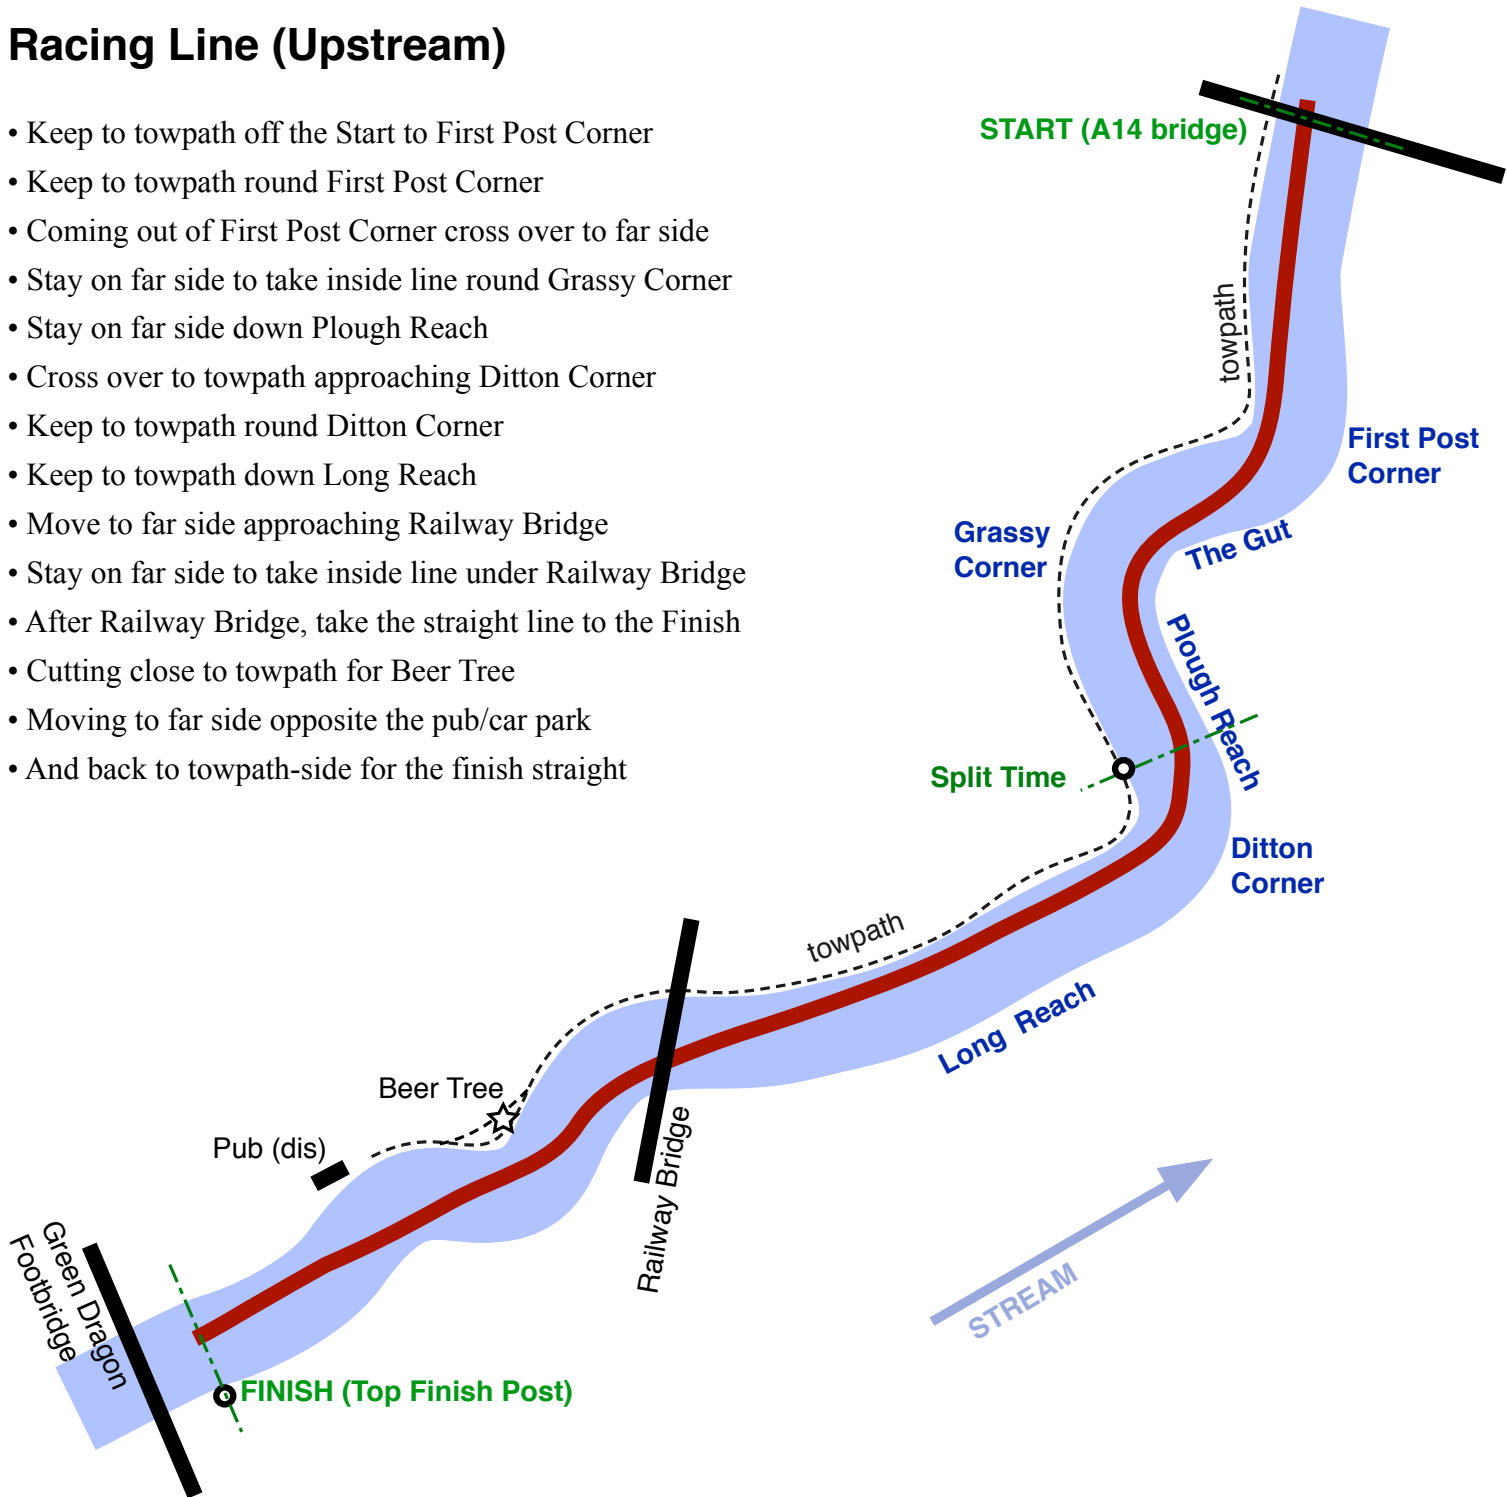 Racing Line (Upstream)
• Keep to towpath off the Start to First Post Corner
• Keep to towpath round First Post Corner
• Coming out of First Post Corner cross over to far side
• Stay on far side to take inside line round Grassy Corner
• Stay on far side down Plough Reach
• Cross over to towpath approaching Ditton Corner
• Keep to towpath round Ditton Corner
• Keep to towpath down Long Reach
• Move to far side approaching Railway Bridge
• Stay on far side to take inside line under Railway Bridge
• After Railway Bridge, take the straight line to the Finish
• Cutting close to towpath for Beer Tree
• Moving to far side opposite the pub/car park
• And back to towpath-side for the finish straight
START (A14 bridge)
towpath
First Post
Corner
Grassy
Corner
The Gut
Plough Reach
Split Time
Ditton
Corner
towpath
Long Reach
Beer Tree
Pub (dis)
Railway Bridge
Green Dragon
Footbridge
STREAM
FINISH (Top Finish Post)